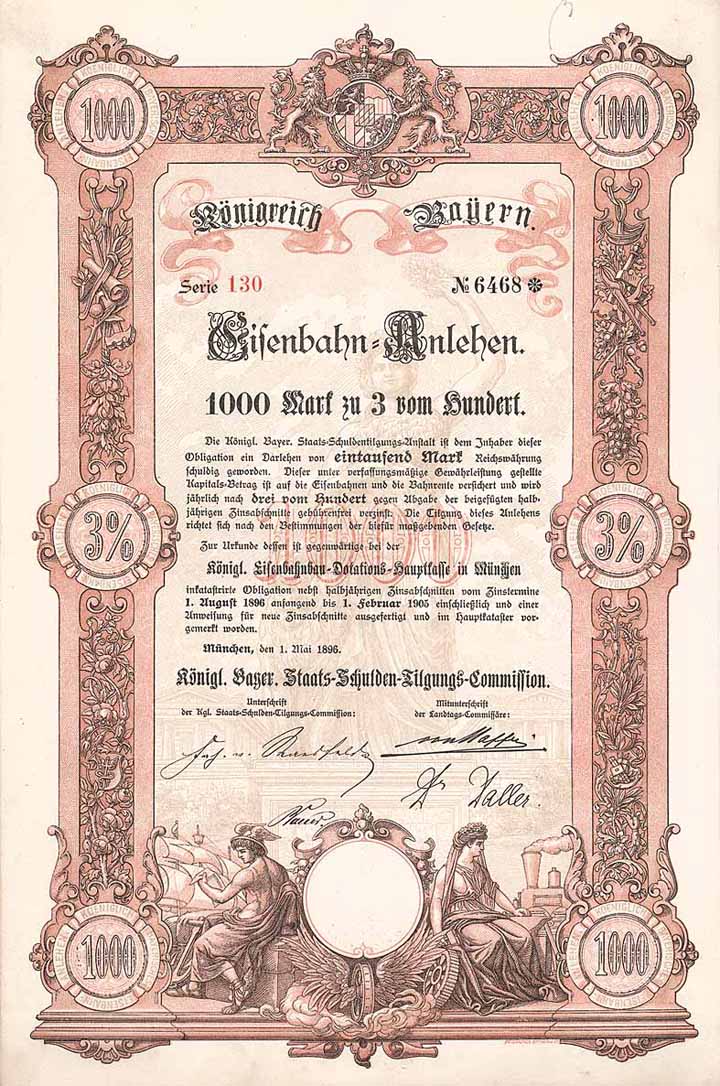 1000
1000
KOENIGLICH
EISENBAHN
ANLEHEN
Königreich Bayern.
Serie 130
№ 6468 *
Eisenbahn-Anlehen.
1000 Mark zu 3 vom Hundert.
Die Königl. Bayer. Staats-Schuldentilgungs-Anstalt ist dem Inhaber dieser
Obligation ein Darlehen von eintausend Mark Reichswährung
schuldig geworden. Dieser unter verfassungsmäßige Gewährleistung gestellte
Kapitals-Betrag ist auf die Eisenbahnen und die Bahnrente versichert und wird
jährlich nach drei vom Hundert gegen Abgabe der beigefügten halb-
jährigen Zinsabschnitte gebührenfrei verzinst. Die Tilgung dieses Anlehens
richtet sich nach den Bestimmungen der hiefür maßgebenden Gesetze.
3%
3%
1000
Zur Urkunde dessen ist gegenwärtige bei der
Königl. Eisenbahnbau-Dotations-Hauptkasse in München
inkatastrirte Obligation nebst halbjährigen Zinsabschnitten vom Zinstermine
1. August 1896 anfangend bis 1. Februar 1905 einschließlich und einer
Anweisung für neue Zinsabschnitte ausgefertigt und im Hauptkataster vor-
gemerkt worden.
München, den 1. Mai 1896.
Königl. Bayer. Staats-Schulden-Tilgungs-Commission.
Unterschrift
der Kgl. Staats-Schulden-Tilgungs-Commission:
Mitunterschrift
der Landtags-Commissäre:
Dr Daller.
1000
1000